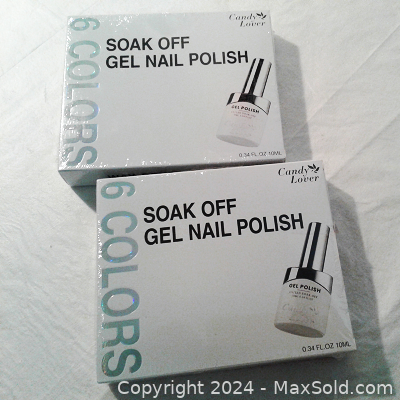 6 COLORS
SOAK OFF
GEL NAIL POLISH
Candy
Lover
GEL POLISH
0.34 FL.OZ 10ML
6 COLORS
SOAK OFF
GEL NAIL POLISH
Candy
Lover
GEL POLISH
0.34 FL.OZ 10ML
Copyright 2024 - MaxSold.com